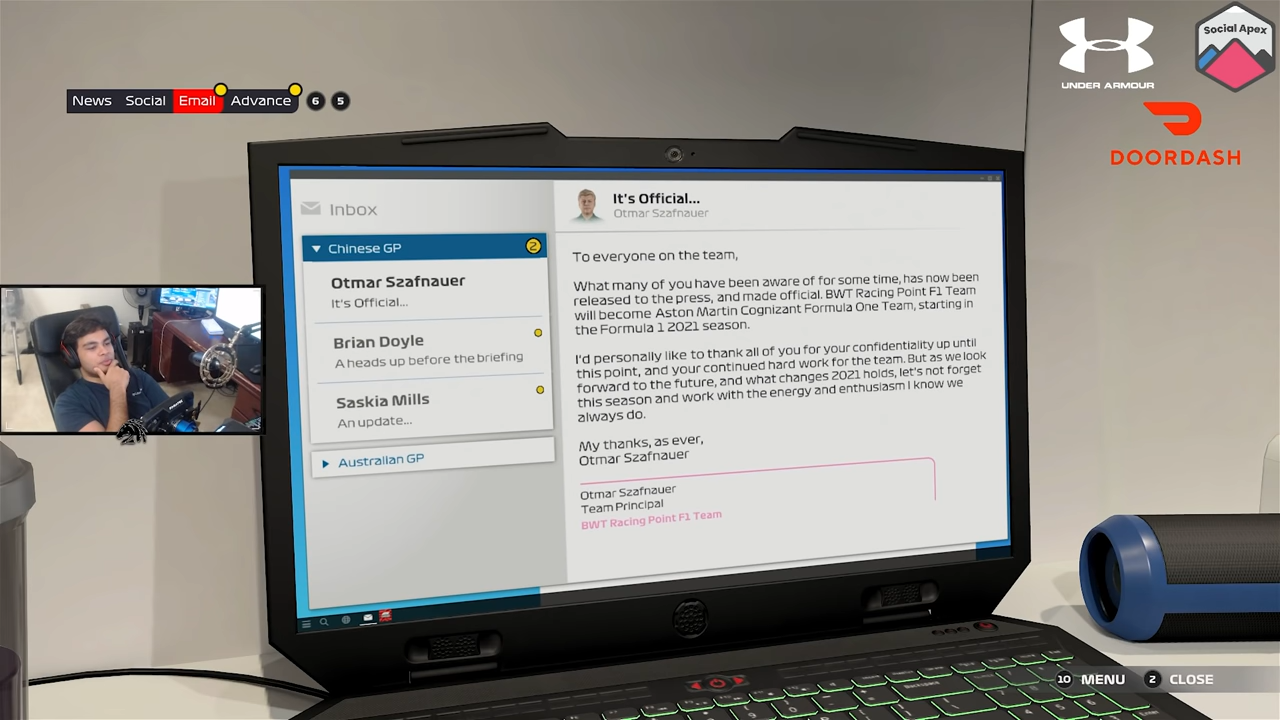 UNDER ARMOUR
Social Apex
DOORDASH
News Social Email Advance 6 5
Inbox
Chinese GP 2
Otmar Szafnauer
It's Official...
Brian Doyle
A heads up before the briefing
Saskia Mills
An update...
Australian GP
It's Official...
Otmar Szafnauer
To everyone on the team,
What many of you have been aware of for some time, has now been
released to the press, and made official. BWT Racing Point F1 Team
will become Aston Martin Cognizant Formula One Team, starting in
the Formula 1 2021 season.
I'd personally like to thank all of you for your confidentiality up until
this point, and your continued hard work for the team. But as we look
forward to the future, and what changes 2021 holds, let's not forget
this season and work with the energy and enthusiasm I know we
always do.
My thanks, as ever,
Otmar Szafnauer
Otmar Szafnauer
Team Principal
BWT Racing Point F1 Team
10 MENU 2 CLOSE